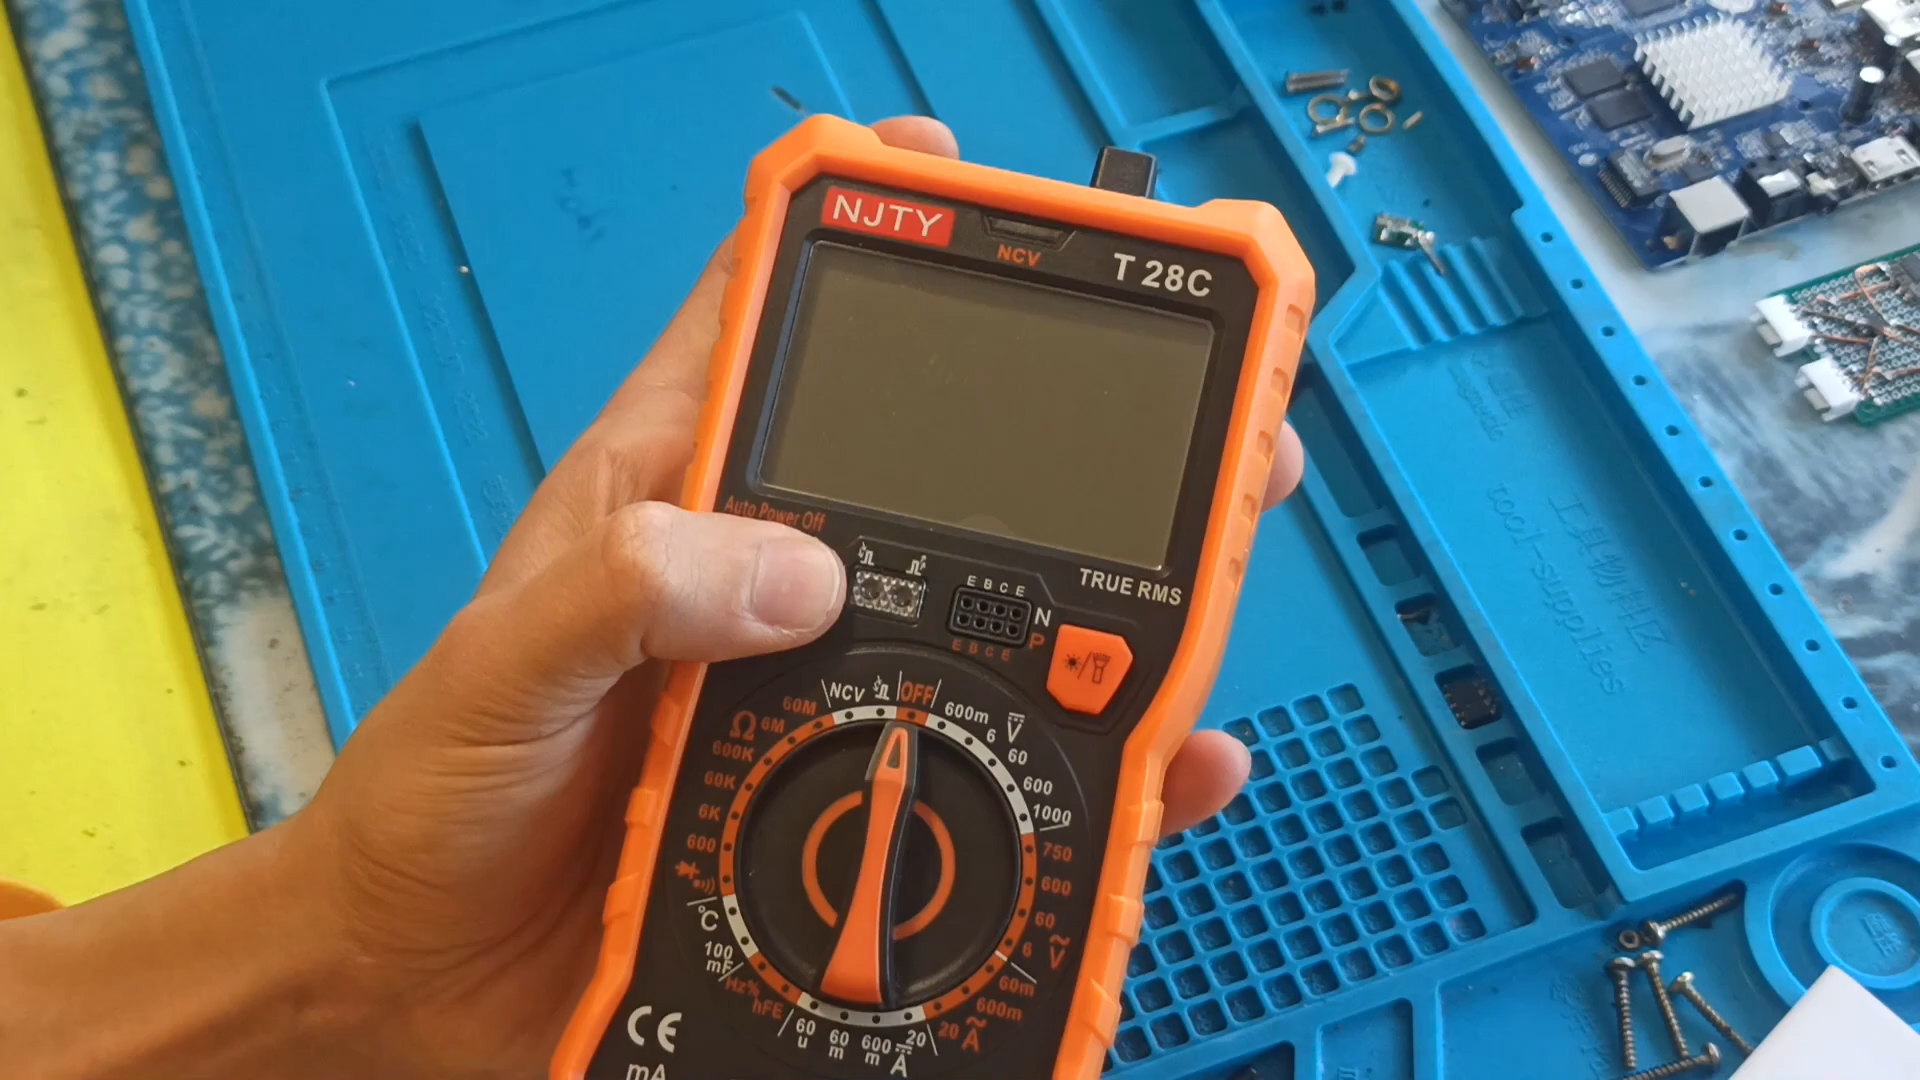 NJTY
NCV
T 28C
Auto Power Off
TRUE RMS
E B C E
N
P
E B C E
NCV
OFF
600m
V
6
60
600
1000
750
600
60
6
V
60m
600m
20
A
20
A
600
m
60
m
60
u
hFE
Hz%
100
mF
°C
600
6K
60K
600K
6M
60M
Ω
CE
mA
tool-supplies